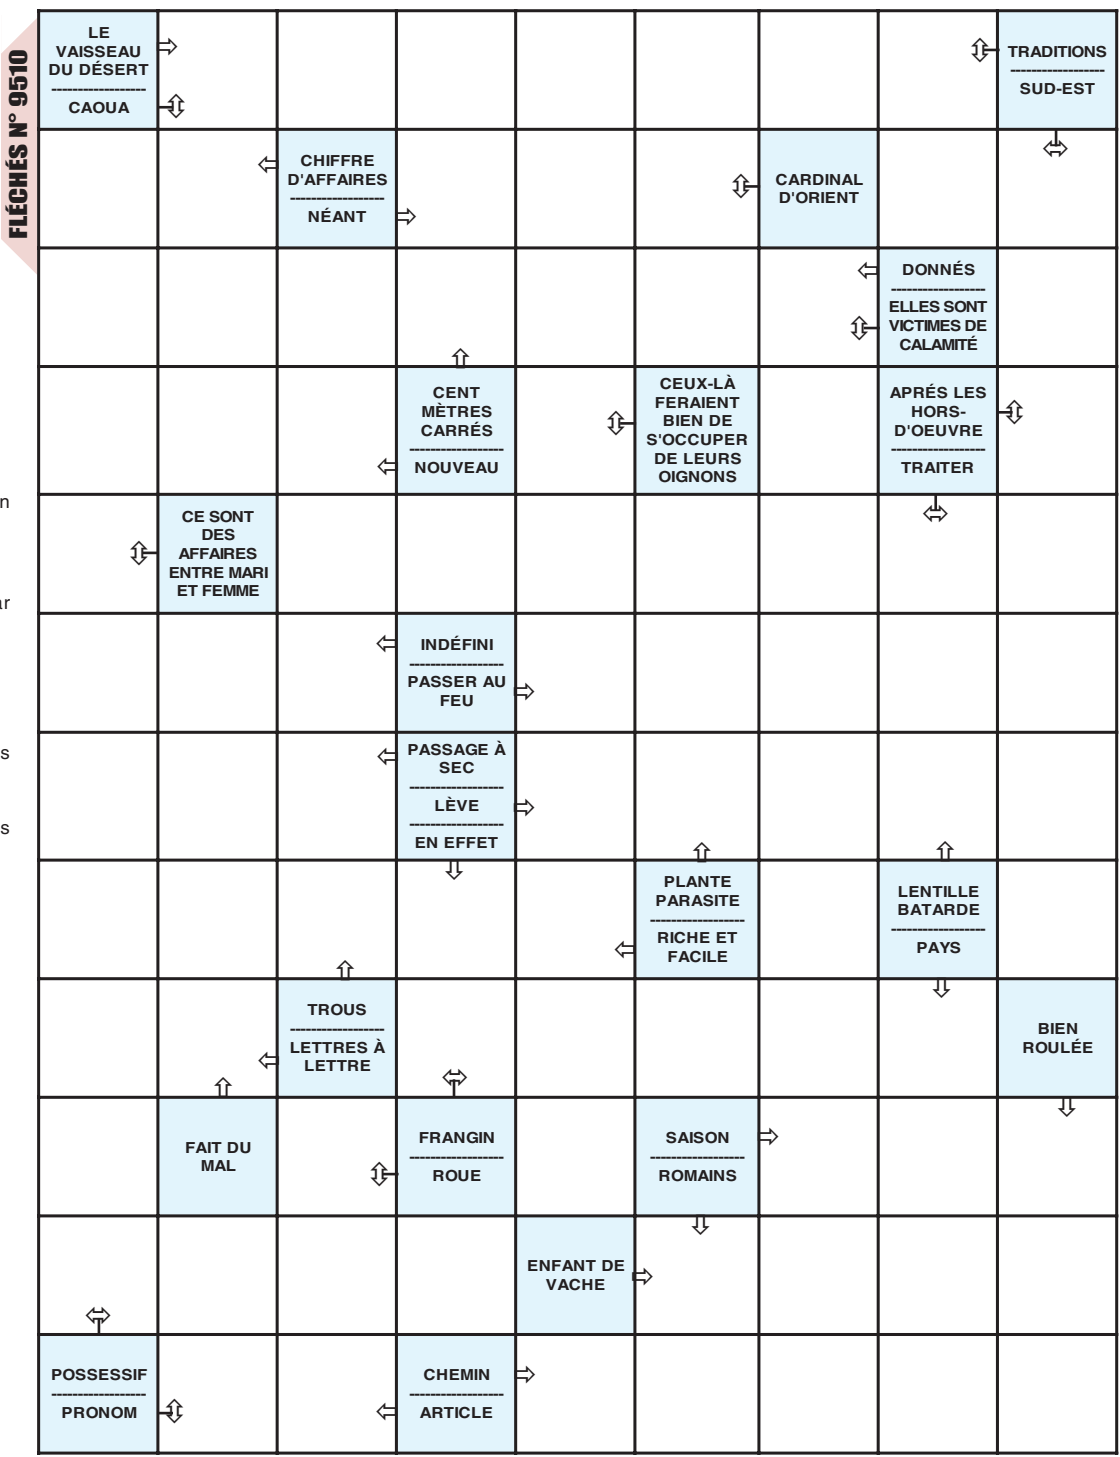 FLÉCHÉS N° 9510
LE
VAISSEAU
DU DÉSERT
CAOUA
TRADITIONS
SUD-EST
CHIFFRE
D'AFFAIRES
NÉANT
CARDINAL
D'ORIENT
DONNÉS
ELLES SONT
VICTIMES DE
CALAMITÉ
CENT
MÈTRES
CARRÉS
NOUVEAU
CEUX-LÀ
FERAIENT
BIEN DE
S'OCCUPER
DE LEURS
OIGNONS
APRÉS LES
HORS-
D'OEUVRE
TRAITER
n
CE SONT
DES
AFFAIRES
ENTRE MARI
ET FEMME
ar
INDÉFINI
PASSER AU
FEU
s
PASSAGE À
SEC
LÈVE
EN EFFET
s
PLANTE
PARASITE
RICHE ET
FACILE
LENTILLE
BATARDE
PAYS
TROUS
LETTRES À
LETTRE
BIEN
ROULÉE
FAIT DU
MAL
FRANGIN
ROUE
SAISON
ROMAINS
ENFANT DE
VACHE
POSSESSIF
PRONOM
CHEMIN
ARTICLE